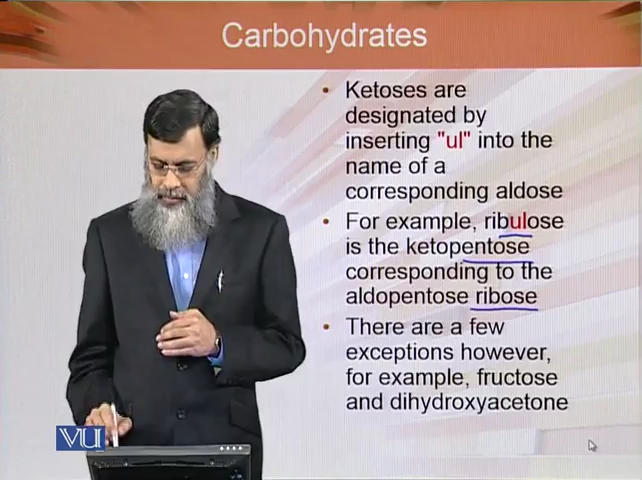 Carbohydrates
• Ketoses are
designated by
inserting "ul" into the
name of a
corresponding aldose
• For example, ribulose
is the ketopentose
corresponding to the
aldopentose ribose
• There are a few
exceptions however,
for example, fructose
and dihydroxyacetone
VU